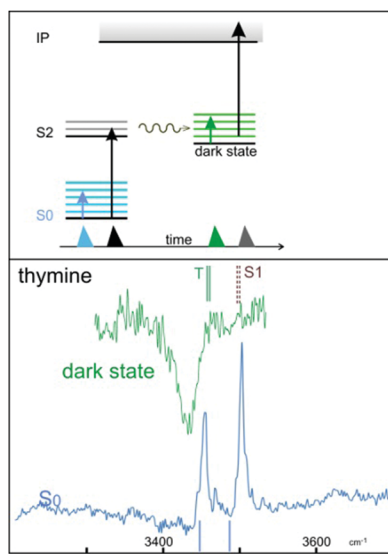 IP
S2
dark state
S0
time
thymine
T
S1
dark state
S0
3400
3600
cm⁻¹